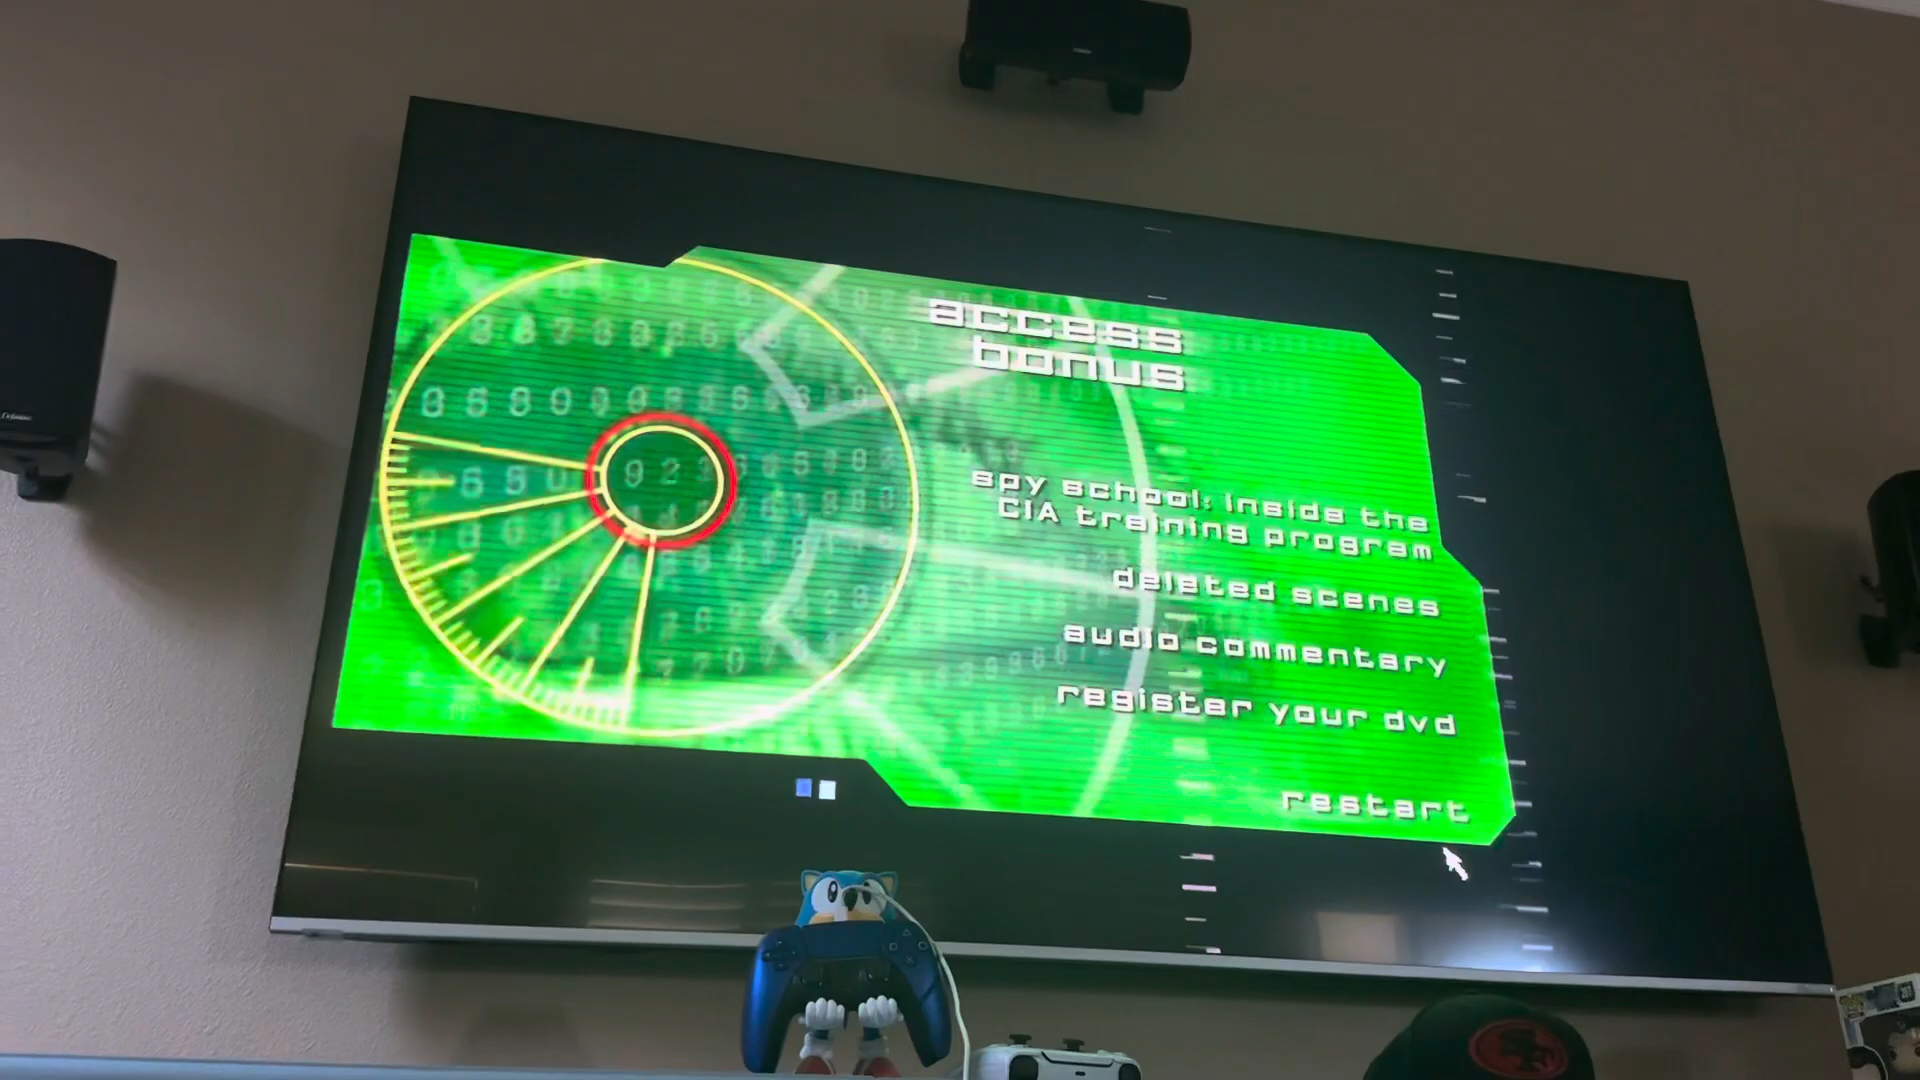 access
bonus
spy school: inside the
CIA training program
deleted scenes
audio commentary
register your dvd
restart